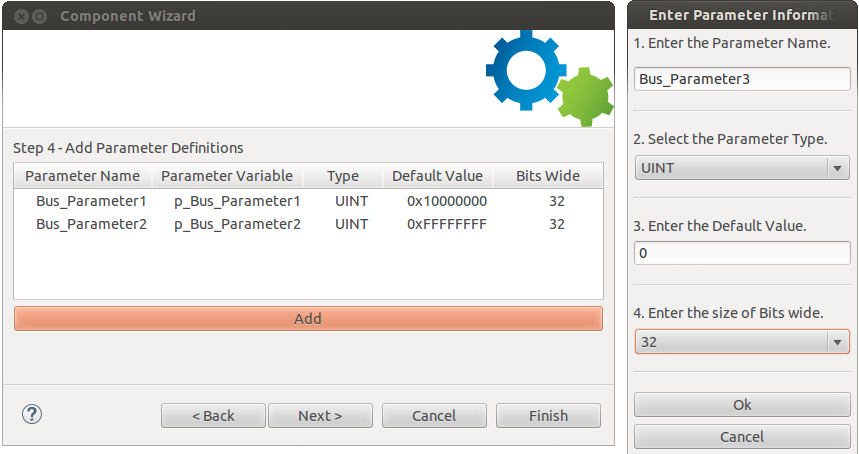 Component Wizard
Step 4 - Add Parameter Definitions
Parameter Name Parameter Variable Type Default Value Bits Wide
Bus_Parameter1 p_Bus_Parameter1 UINT 0x10000000 32
Bus_Parameter2 p_Bus_Parameter2 UINT 0xFFFFFFFF 32
Add
?
< Back Next > Cancel Finish
Enter Parameter Informat
1. Enter the Parameter Name.
Bus_Parameter3
2. Select the Parameter Type.
UINT
3. Enter the Default Value.
0
4. Enter the size of Bits wide.
32
Ok
Cancel